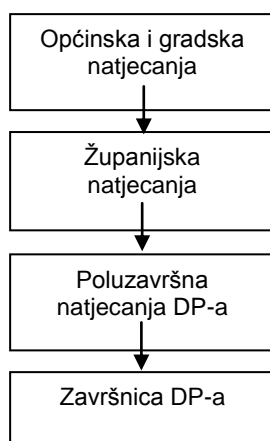 Općinska i gradska
natjecanja
Županijska
natjecanja
Poluzavršna
natjecanja DP-a
Završnica DP-a